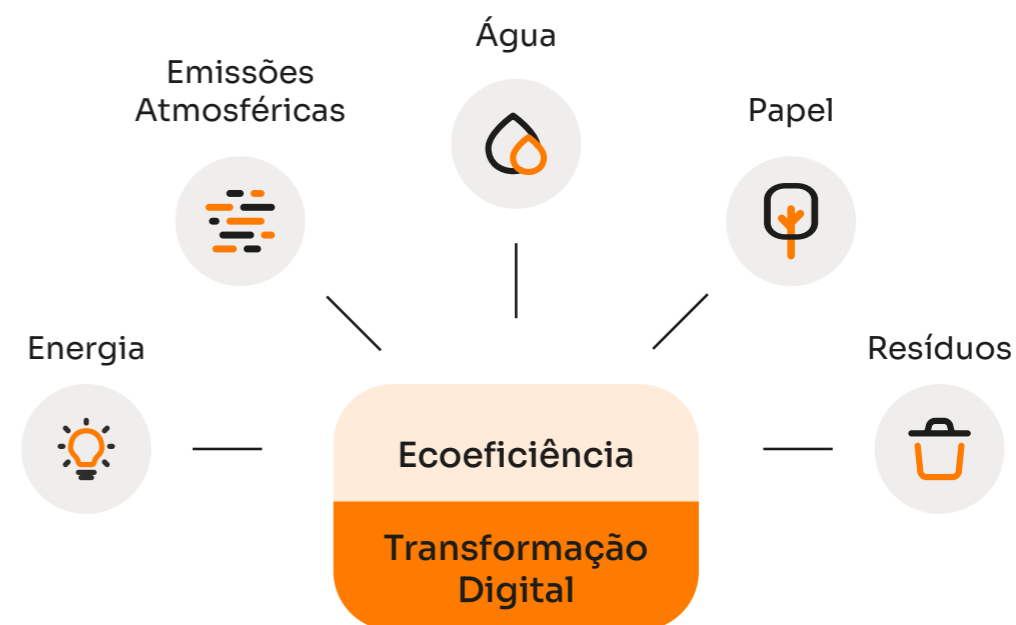 Água
Emissões
Atmosféricas
Papel
Energia
Resíduos
Ecoeficiência
Transformação
Digital